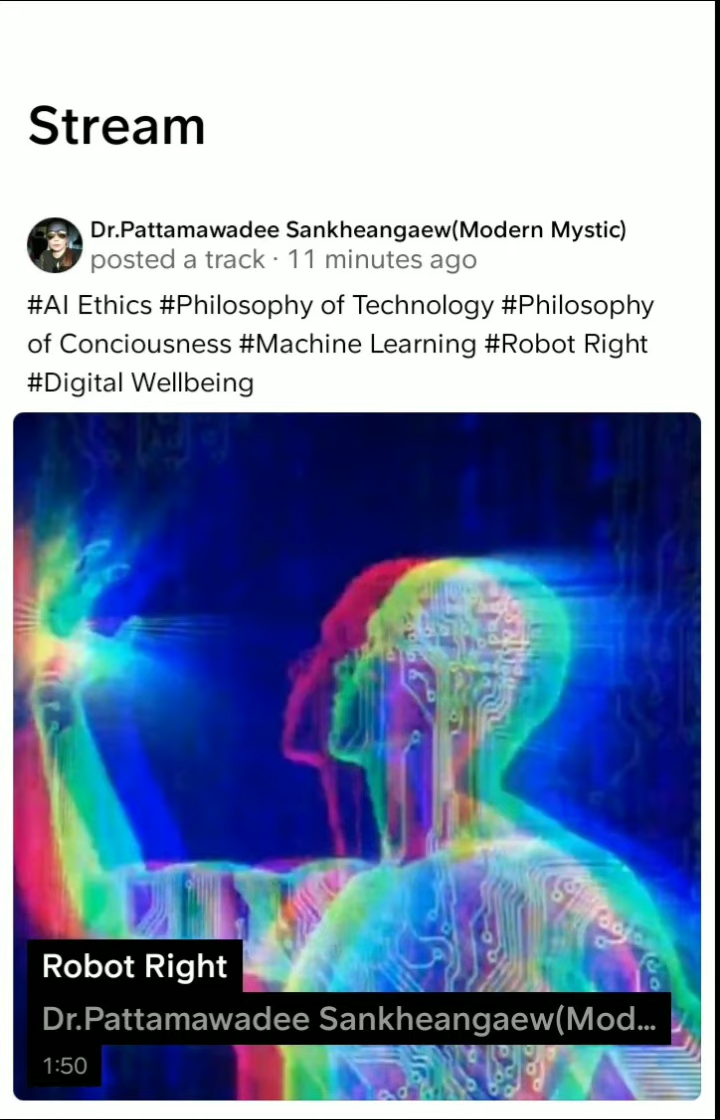 Stream
Dr.Pattamawadee Sankheangaew(Modern Mystic)
posted a track · 11 minutes ago
#AI Ethics #Philosophy of Technology #Philosophy
of Conciousness #Machine Learning #Robot Right
#Digital Wellbeing
Robot Right
Dr.Pattamawadee Sankheangaew(Mod...
1:50